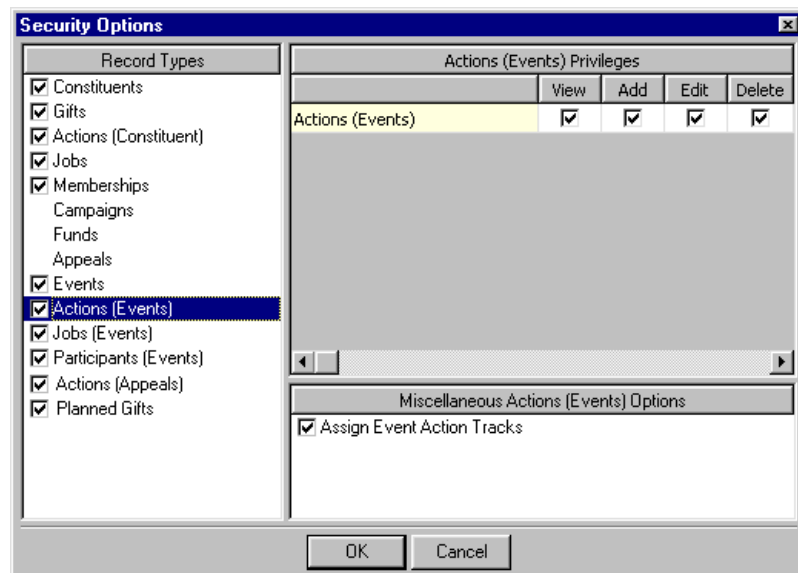 Security Options
Record Types
Constituents
Gifts
Actions (Constituent)
Jobs
Memberships
Campaigns
Funds
Appeals
Events
Actions (Events)
Jobs (Events)
Participants (Events)
Actions (Appeals)
Planned Gifts
Actions (Events) Privileges
View Add Edit Delete
Actions (Events)
Miscellaneous Actions (Events) Options
Assign Event Action Tracks
OK Cancel